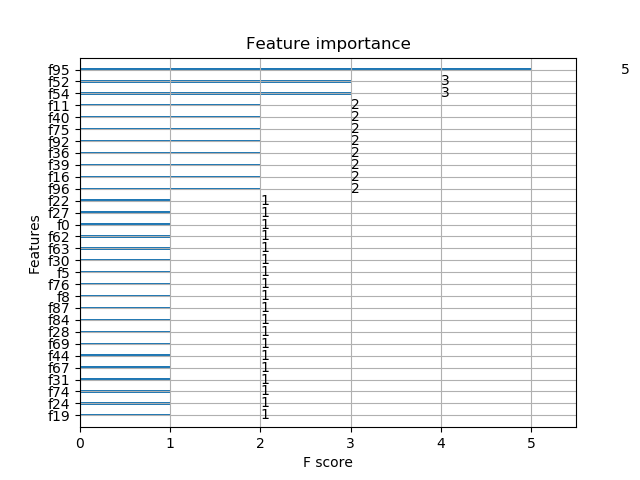 Feature importance
f95 5
f52 3
f54 3
f11 2
f40 2
f75 2
f92 2
f36 2
f39 2
f16 2
f96 2
f22 1
f27 1
f0 1
f62 1
f63 1
f30 1
f5 1
f76 1
f8 1
f87 1
f84 1
f28 1
f69 1
f44 1
f67 1
f31 1
f74 1
f24 1
f19 1
Features
0 1 2 3 4 5
F score